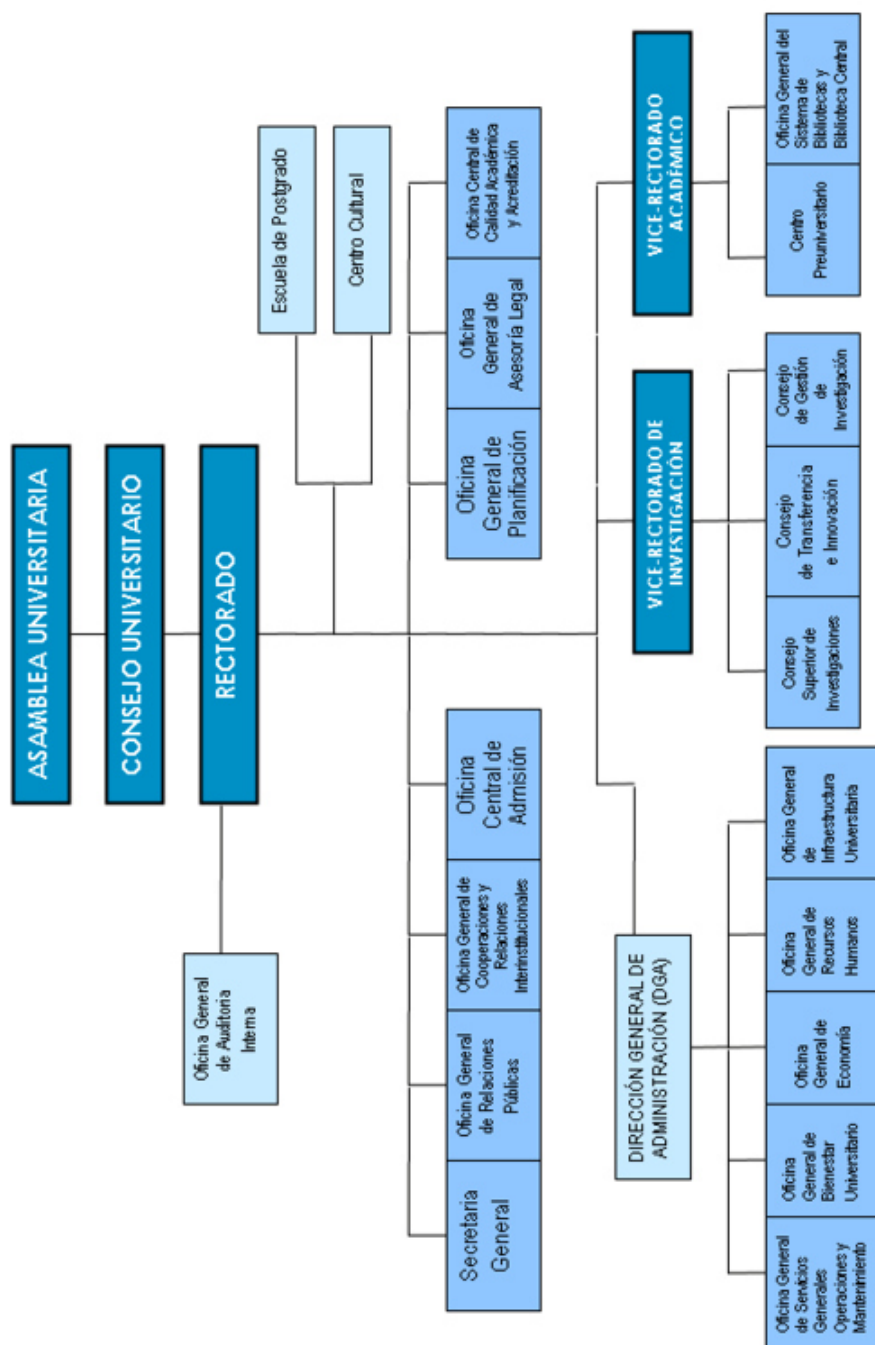 ASAMBLEA UNIVERSITARIA
CONSEJO UNIVERSITARIO
RECTORADO
Oficina General
de Auditoria
Interna
Escuela de Postgrado
Centro Cultural
Secretaria
General
Oficina General
de Relaciones
Públicas
Oficina General de
Cooperaciones y
Relaciones
Interinstitucionales
Oficina
Central de
Admisión
Oficina
General de
Planificación
Oficina
General de
Asesoría Legal
Oficina Central de
Calidad Académica
y Acreditación
DIRECCIÓN GENERAL DE
ADMINISTRACIÓN (DGA)
VICE-RECTORADO DE
INVESTIGACIÓN
VICE-RECTORADO
ACADÉMICO
Oficina General
de Servicios
Generales
Operaciones y
Mantenimiento
Oficina
General de
Bienestar
Universitario
Oficina
General de
Economía
Oficina
General de
Recursos
Humanos
Oficina General
de
Infraestructura
Universitaria
Consejo
Superior de
Investigaciones
Consejo
de Transferencia
e Innovación
Consejo
de Gestión
de
Investigación
Centro
Preuniversitario
Oficina General del
Sistema de
Bibliotecas y
Biblioteca Central